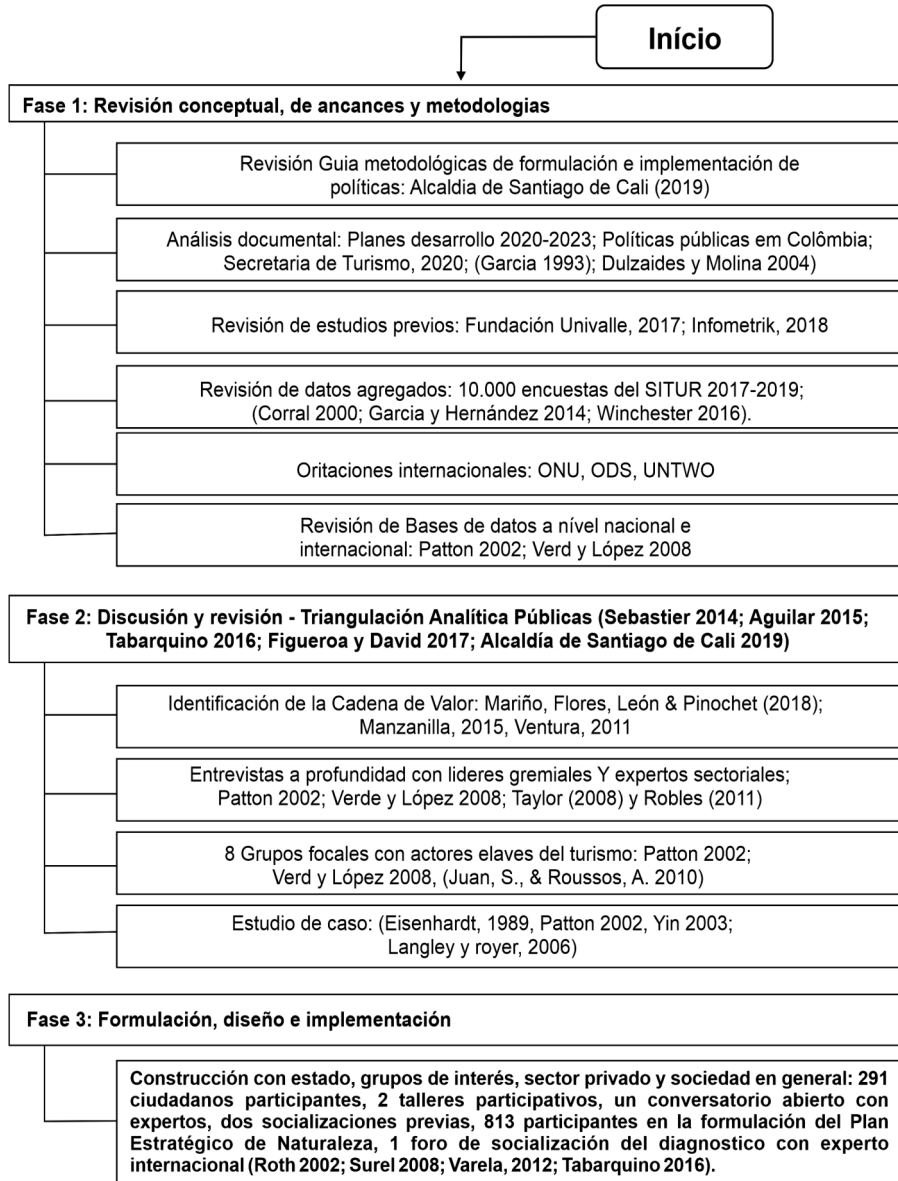 Início
Fase 1: Revisión conceptual, de ancances y metodologias
Revisión Guia metodológicas de formulación e implementación de
políticas: Alcaldia de Santiago de Cali (2019)
Análisis documental: Planes desarrollo 2020-2023; Políticas públicas em Colômbia;
Secretaria de Turismo, 2020; (Garcia 1993); Dulzaides y Molina 2004)
Revisión de estudios previos: Fundación Univalle, 2017; Infometrik, 2018
Revisión de datos agregados: 10.000 encuestas del SITUR 2017-2019;
(Corral 2000; Garcia y Hernández 2014; Winchester 2016).
Oritaciones internacionales: ONU, ODS, UNTWO
Revisión de Bases de datos a nível nacional e
internacional: Patton 2002; Verd y López 2008
Fase 2: Discusión y revisión - Triangulación Analítica Públicas (Sebastier 2014; Aguilar 2015;
Tabarquino 2016; Figueroa y David 2017; Alcaldía de Santiago de Cali 2019)
Identificación de la Cadena de Valor: Mariño, Flores, León & Pinochet (2018);
Manzanilla, 2015, Ventura, 2011
Entrevistas a profundidad con lideres gremiales Y expertos sectoriales;
Patton 2002; Verde y López 2008; Taylor (2008) y Robles (2011)
8 Grupos focales con actores elaves del turismo: Patton 2002;
Verd y López 2008, (Juan, S., & Roussos, A. 2010)
Estudio de caso: (Eisenhardt, 1989, Patton 2002, Yin 2003;
Langley y royer, 2006)
Fase 3: Formulación, diseño e implementación
Construcción con estado, grupos de interés, sector privado y sociedad en general: 291
ciudadanos participantes, 2 talleres participativos, un conversatorio abierto con
expertos, dos socializaciones previas, 813 participantes en la formulación del Plan
Estratégico de Naturaleza, 1 foro de socialización del diagnostico con experto
internacional (Roth 2002; Surel 2008; Varela, 2012; Tabarquino 2016).